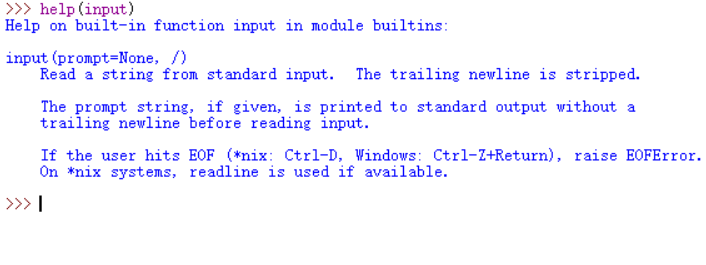 >>> help(input)
Help on built-in function input in module builtins:
input(prompt=None, /)
Read a string from standard input.  The trailing newline is stripped.
The prompt string, if given, is printed to standard output without a
trailing newline before reading input.
If the user hits EOF (*nix: Ctrl-D, Windows: Ctrl-Z+Return), raise EOFError.
On *nix systems, readline is used if available.
>>>